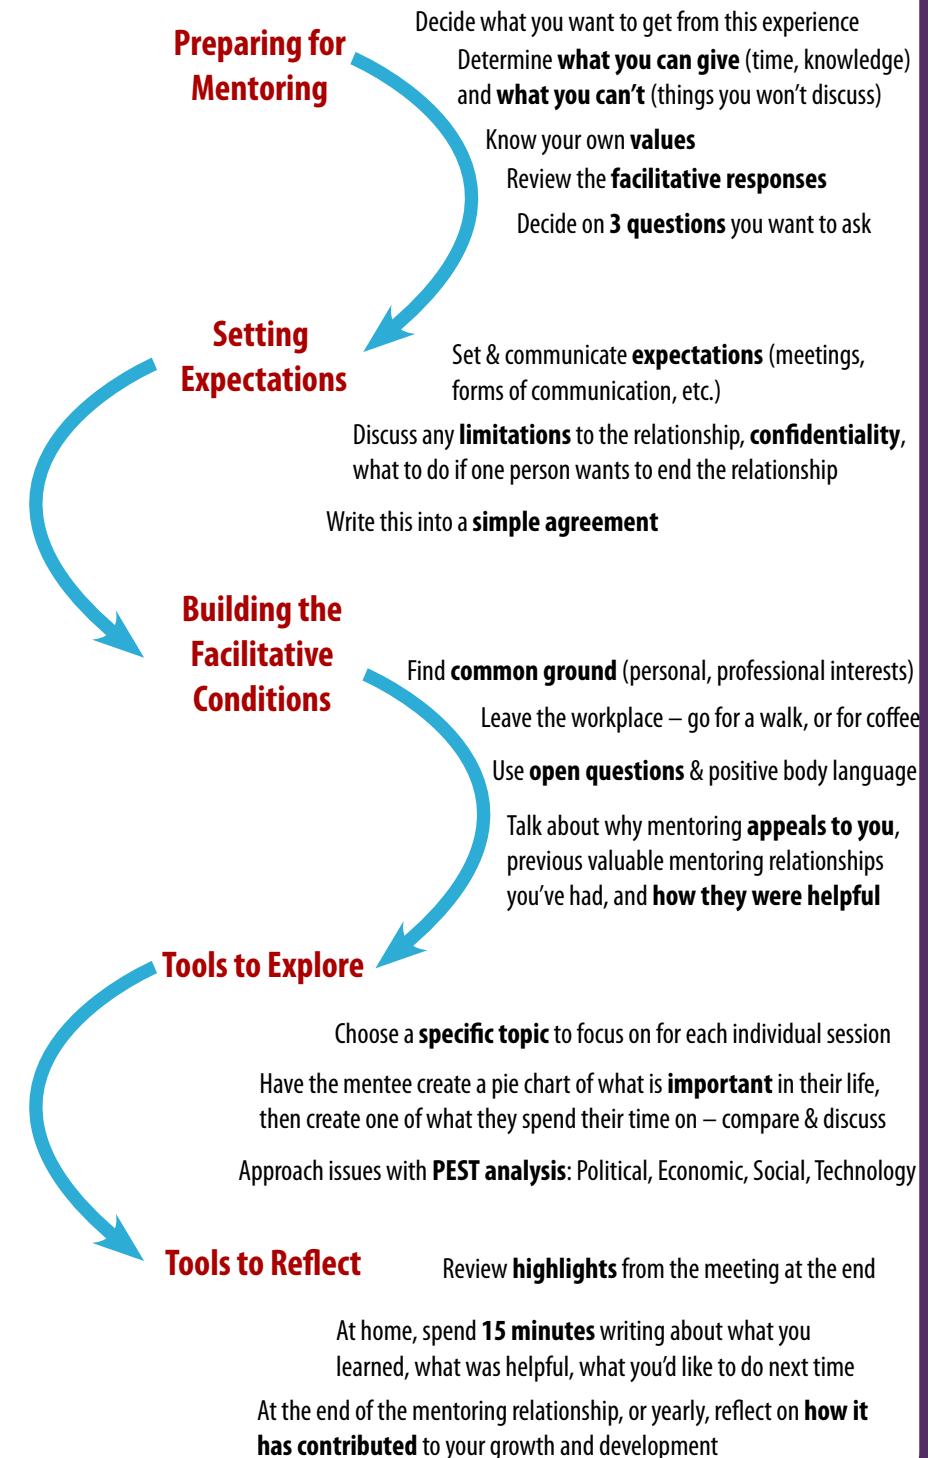 Preparing for
Mentoring
Decide what you want to get from this experience
Determine what you can give (time, knowledge)
and what you can't (things you won't discuss)
Know your own values
Review the facilitative responses
Decide on 3 questions you want to ask
Setting
Expectations
Set & communicate expectations (meetings,
forms of communication, etc.)
Discuss any limitations to the relationship, confidentiality,
what to do if one person wants to end the relationship
Write this into a simple agreement
Building the
Facilitative
Conditions
Find common ground (personal, professional interests)
Leave the workplace – go for a walk, or for coffee
Use open questions & positive body language
Talk about why mentoring appeals to you,
previous valuable mentoring relationships
you've had, and how they were helpful
Tools to Explore
Choose a specific topic to focus on for each individual session
Have the mentee create a pie chart of what is important in their life,
then create one of what they spend their time on – compare & discuss
Approach issues with PEST analysis: Political, Economic, Social, Technology
Tools to Reflect
Review highlights from the meeting at the end
At home, spend 15 minutes writing about what you
learned, what was helpful, what you'd like to do next time
At the end of the mentoring relationship, or yearly, reflect on how it
has contributed to your growth and development